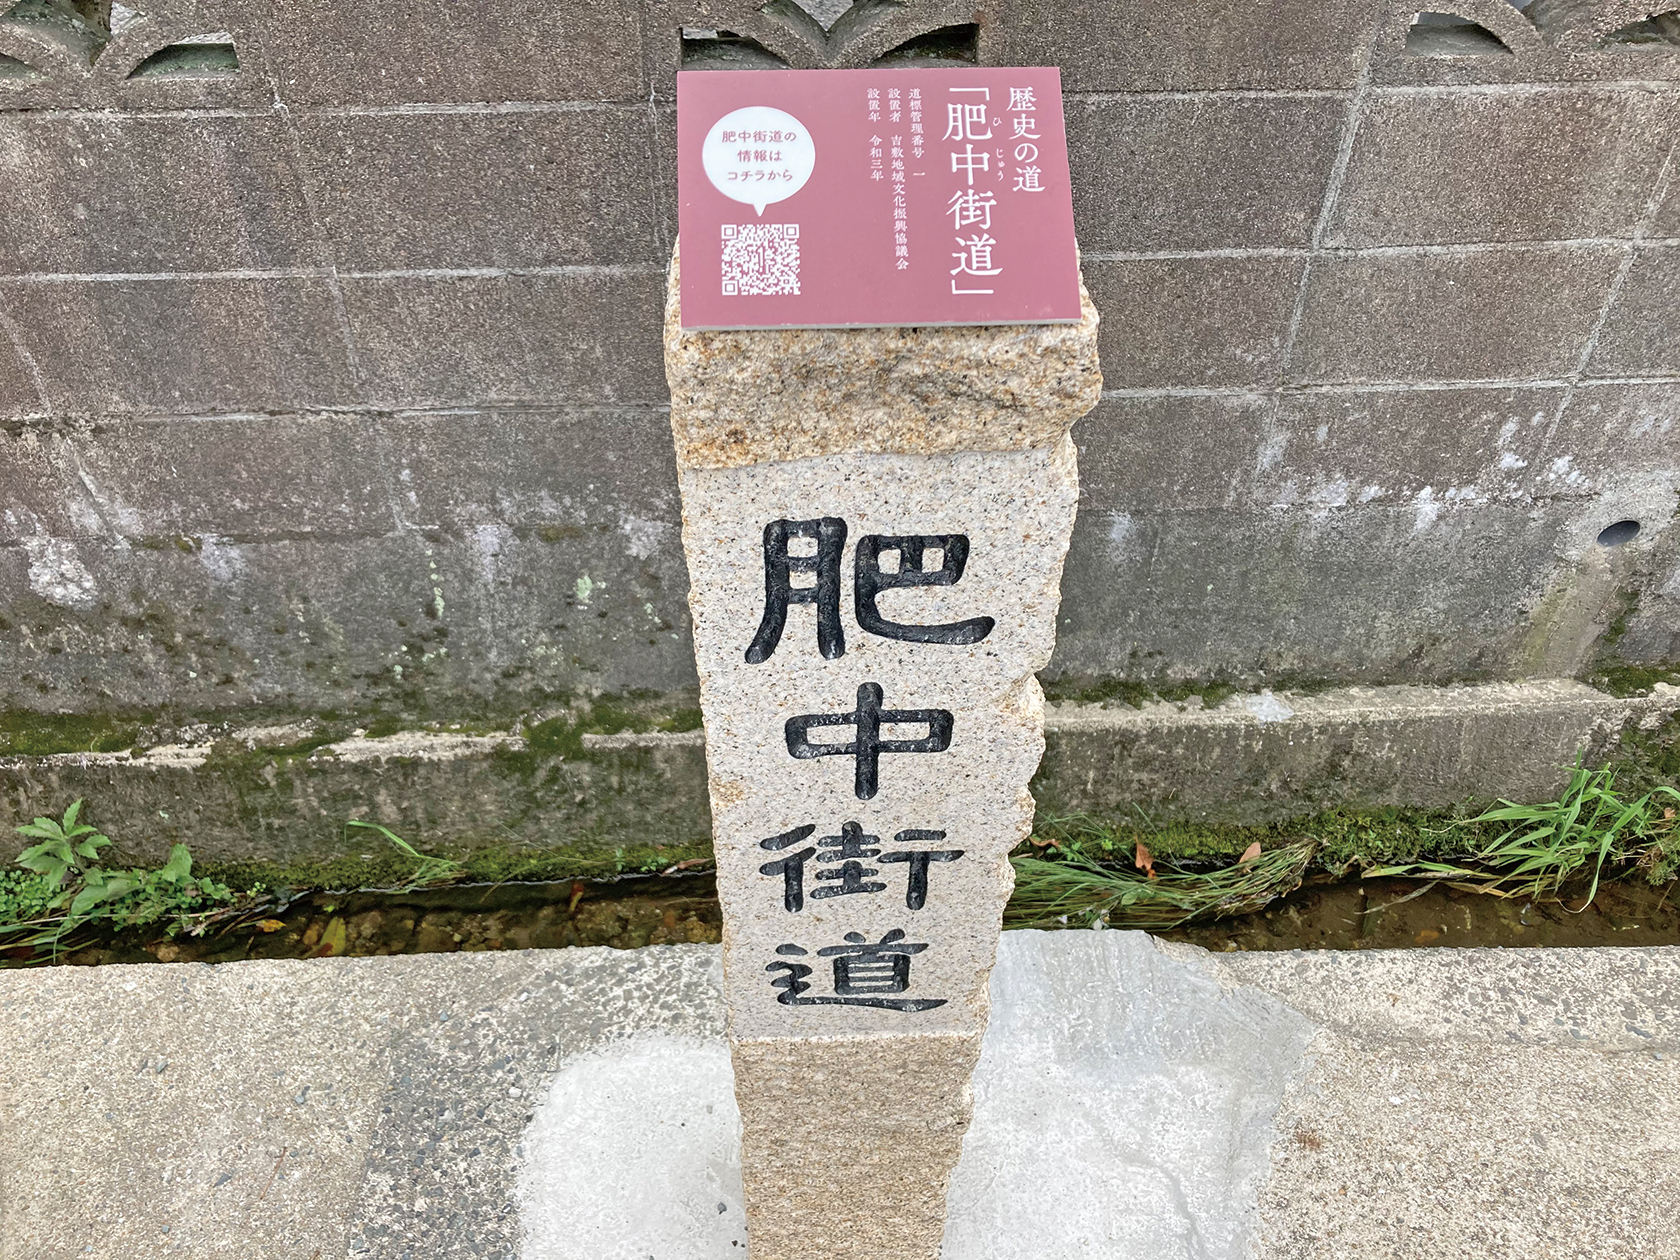 歴史の道
「肥中街道」
ひ じゅう
道標管理番号 一
設置者 吉敷地域文化振興協議会
設置年 令和三年
肥中街道の
情報は
コチラから
肥中街道